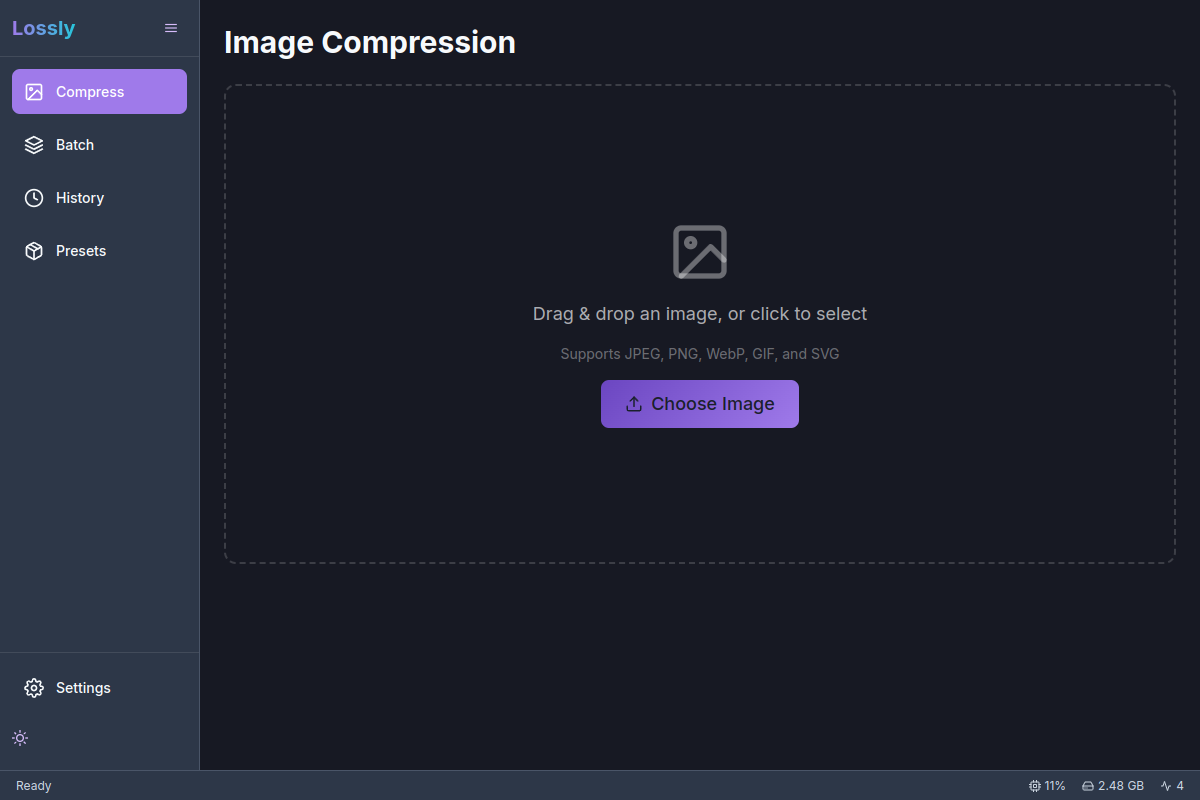 Lossly
Compress
Batch
History
Presets
Settings
Image Compression
Drag & drop an image, or click to select
Supports JPEG, PNG, WebP, GIF, and SVG
Choose Image
Ready
11%
2.48 GB
4